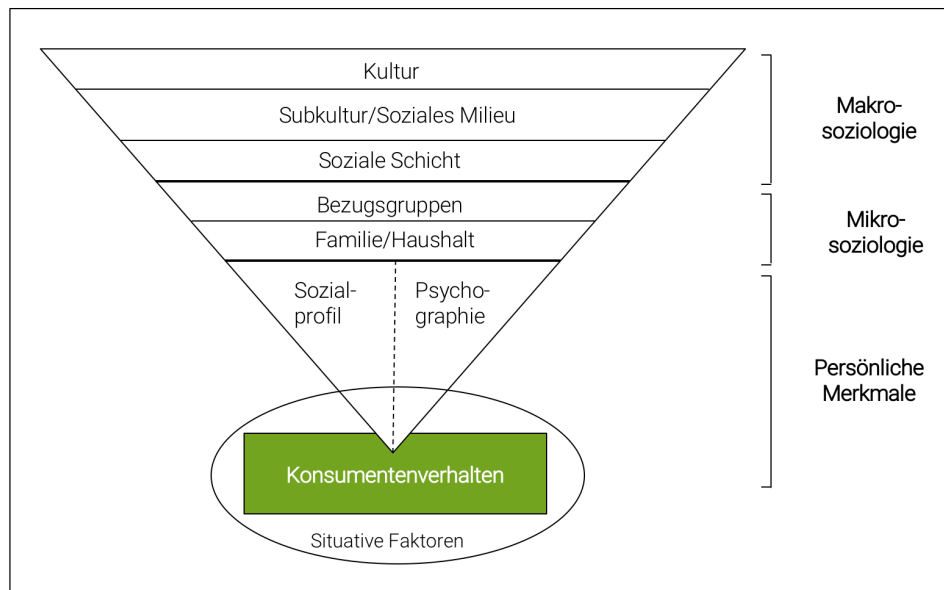 Kultur
Subkultur/Soziales Milieu
Soziale Schicht
Makro-
soziologie
Bezugsgruppen
Familie/Haushalt
Mikro-
soziologie
Sozial-
profil
Psycho-
graphie
Persönliche
Merkmale
Konsumentenverhalten
Situative Faktoren